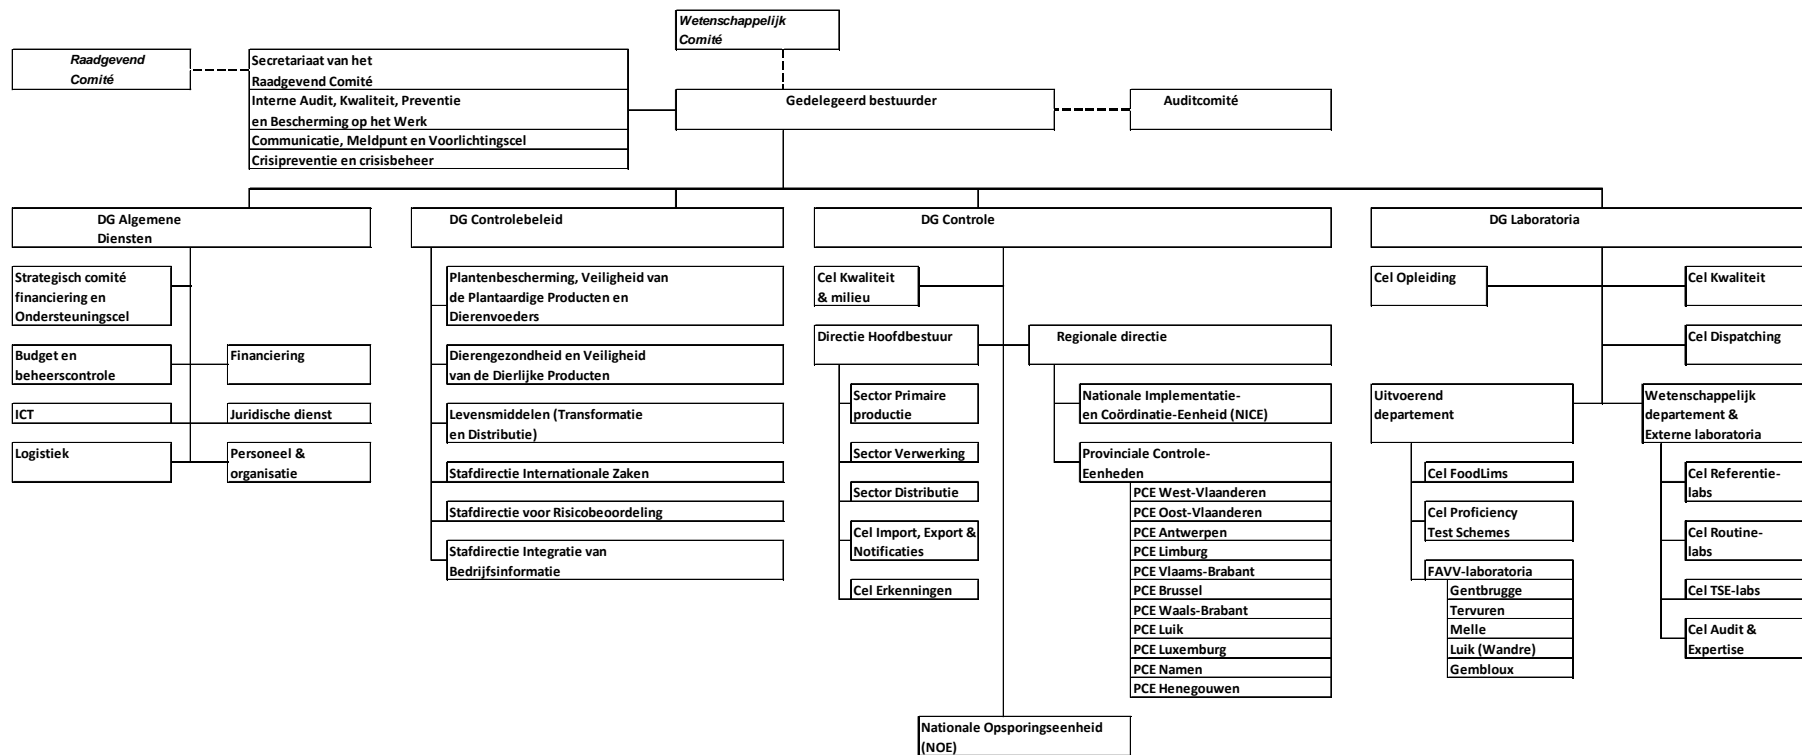 Wetenschappelijk
Comité
Raadgevend
Comité
Secretariaat van het
Raadgevend Comité
Interne Audit, Kwaliteit, Preventie
en Bescherming op het Werk
Communicatie, Meldpunt en Voorlichtingscel
Crisipreventie en crisisbeheer
Gedelegeerd bestuurder
Auditcomité
DG Algemene
Diensten
Strategisch comité
financiering en
Ondersteuningscel
Budget en
beheerscontrole
Financiering
ICT
Juridische dienst
Logistiek
Personeel &
organisatie
DG Controlebeleid
Plantenbescherming, Veiligheid van
de Plantaardige Producten en
Dierenvoeders
Dierengezondheid en Veiligheid
van de Dierlijke Producten
Levensmiddelen (Transformatie
en Distributie)
Stafdirectie Internationale Zaken
Stafdirectie voor Risicobeoordeling
Stafdirectie Integratie van
Bedrijfsinformatie
DG Controle
Cel Kwaliteit
& milieu
Directie Hoofdbestuur
Sector Primaire
productie
Sector Verwerking
Sector Distributie
Cel Import, Export &
Notificaties
Cel Erkenningen
Regionale directie
Nationale Implementatie-
en Coördinatie-Eenheid (NICE)
Provinciale Controle-
Eenheden
PCE West-Vlaanderen
PCE Oost-Vlaanderen
PCE Antwerpen
PCE Limburg
PCE Vlaams-Brabant
PCE Brussel
PCE Waals-Brabant
PCE Luik
PCE Luxemburg
PCE Namen
PCE Henegouwen
Nationale Opsporingseenheid
(NOE)
DG Laboratoria
Cel Opleiding
Cel Kwaliteit
Cel Dispatching
Uitvoerend
departement
Cel FoodLims
Cel Proficiency
Test Schemes
FAVV-laboratoria
Gentbrugge
Tervuren
Melle
Luik (Wandre)
Gembloux
Wetenschappelijk
departement &
Externe laboratoria
Cel Referentie-
labs
Cel Routine-
labs
Cel TSE-labs
Cel Audit &
Expertise